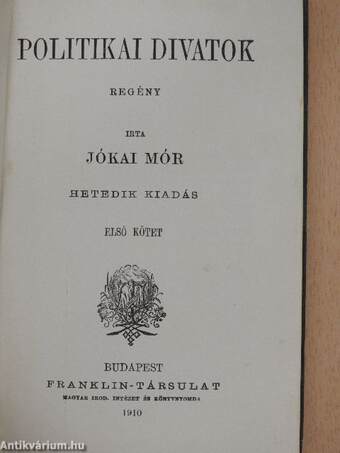 POLITIKAI DIVATOK
REGÉNY
IRTA
JÓKAI MÓR
HETEDIK KIADÁS
ELSŐ KÖTET
BUDAPEST
FRANKLIN-TÁRSULAT
MAGYAR IROD. INTÉZET ÉS KÖNYVNYOMDA
1910
Antikvárium.hu